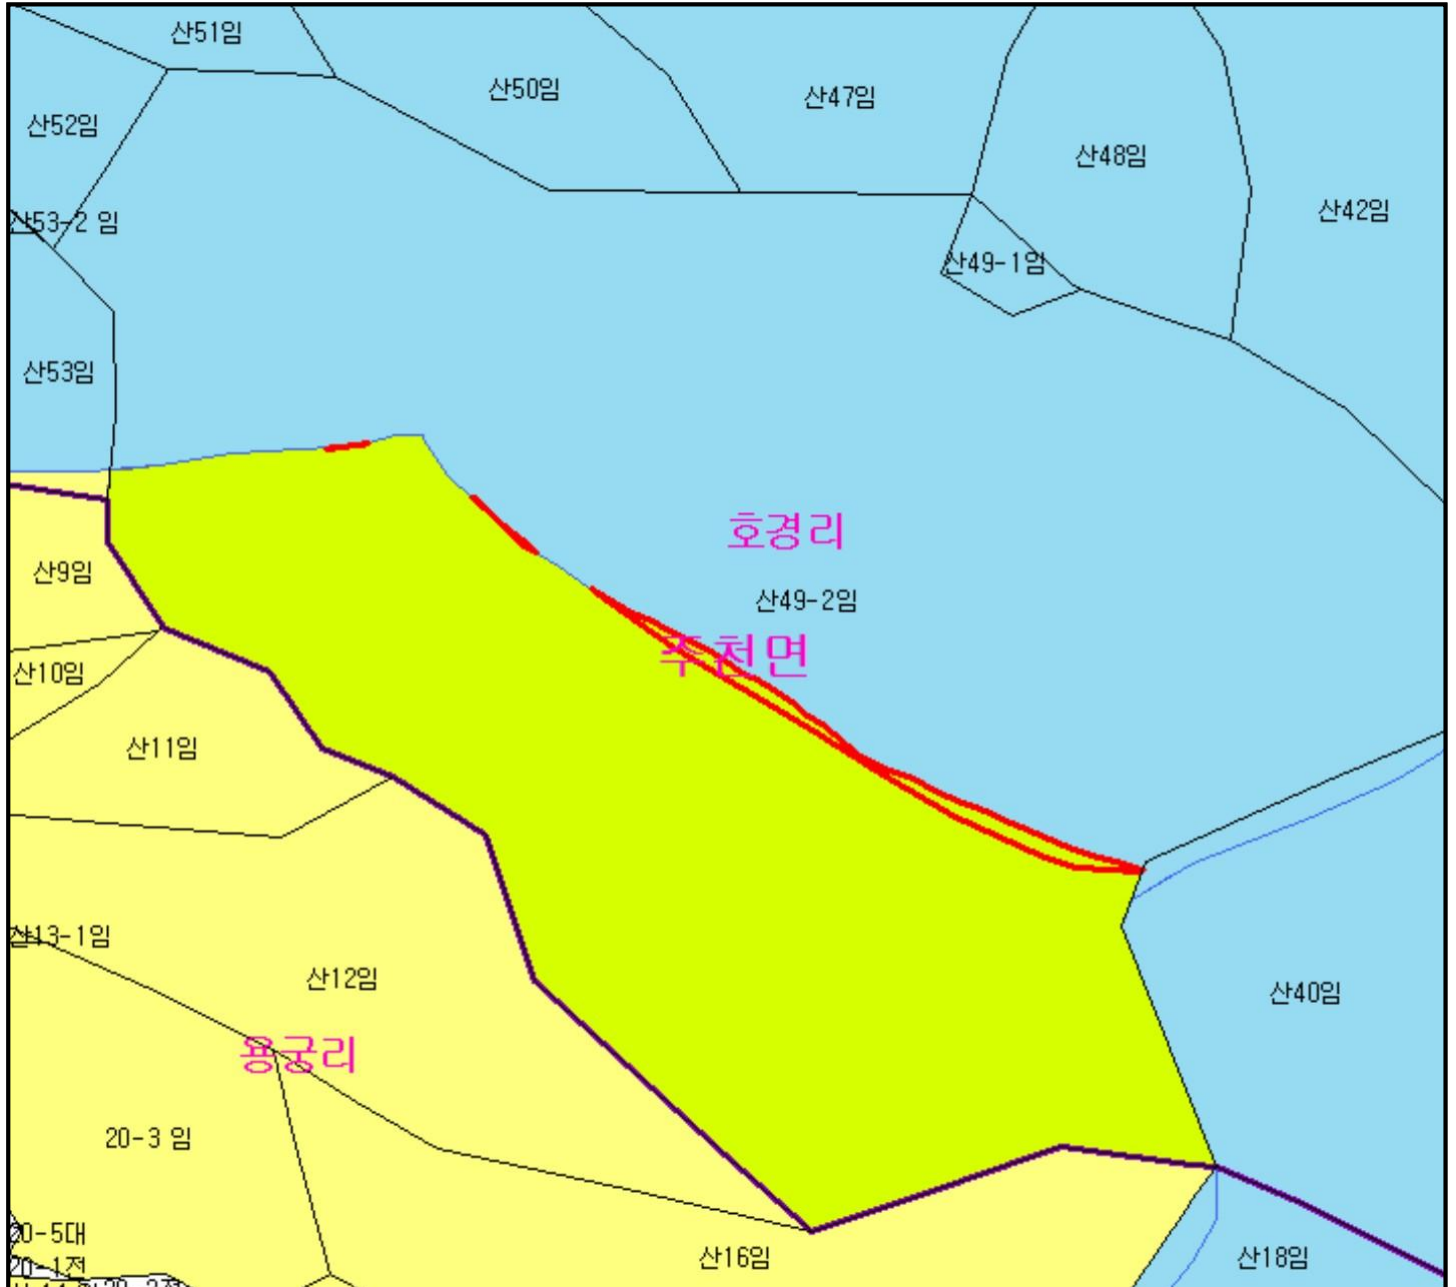 산51임
산50임
산47임
산52임
산48임
산42임
산53-2 임
산49-1임
산53임
호경리
산9임
산49-2임
주천면
산10임
산11임
산13-1임
산12임
산40임
용궁리
20-3 임
20-5대
산16임
산18임
20-1전